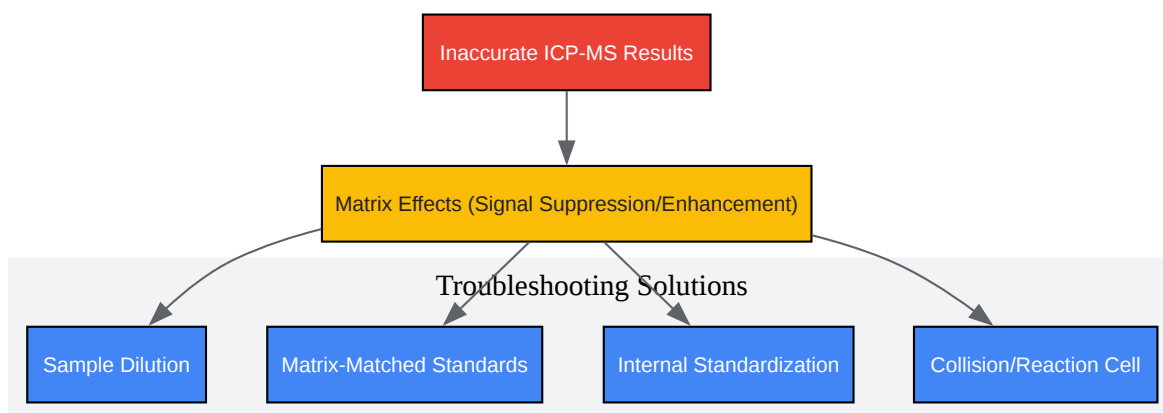 Inaccurate ICP-MS Results
Matrix Effects (Signal Suppression/Enhancement)
Troubleshooting Solutions
Sample Dilution
Matrix-Matched Standards
Internal Standardization
Collision/Reaction Cell